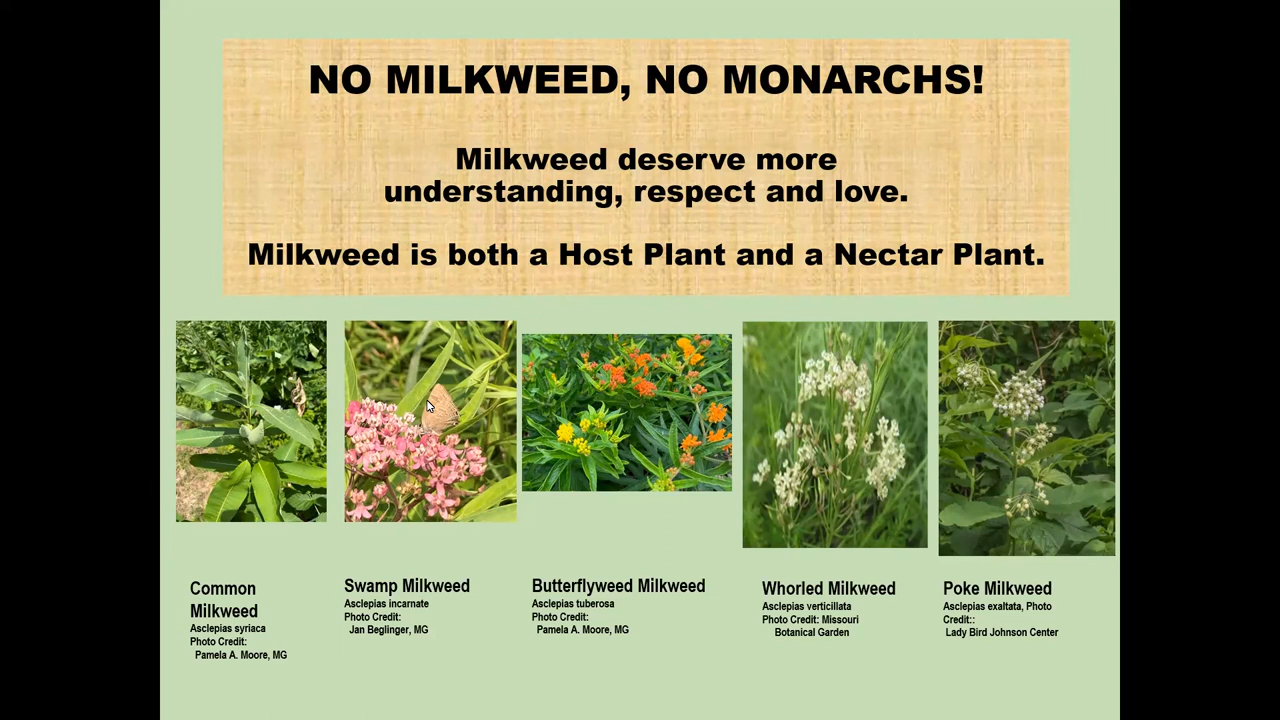 NO MILKWEED, NO MONARCHS!
Milkweed deserve more
understanding, respect and love.
Milkweed is both a Host Plant and a Nectar Plant.
Common
Milkweed
Asclepias syriaca
Photo Credit:
Pamela A. Moore, MG
Swamp Milkweed
Asclepias incarnate
Photo Credit:
Jan Beglinger, MG
Butterflyweed Milkweed
Asclepias tuberosa
Photo Credit:
Pamela A. Moore, MG
Whorled Milkweed
Asclepias verticillata
Photo Credit: Missouri
Botanical Garden
Poke Milkweed
Asclepias exaltata, Photo
Credit::
Lady Bird Johnson Center